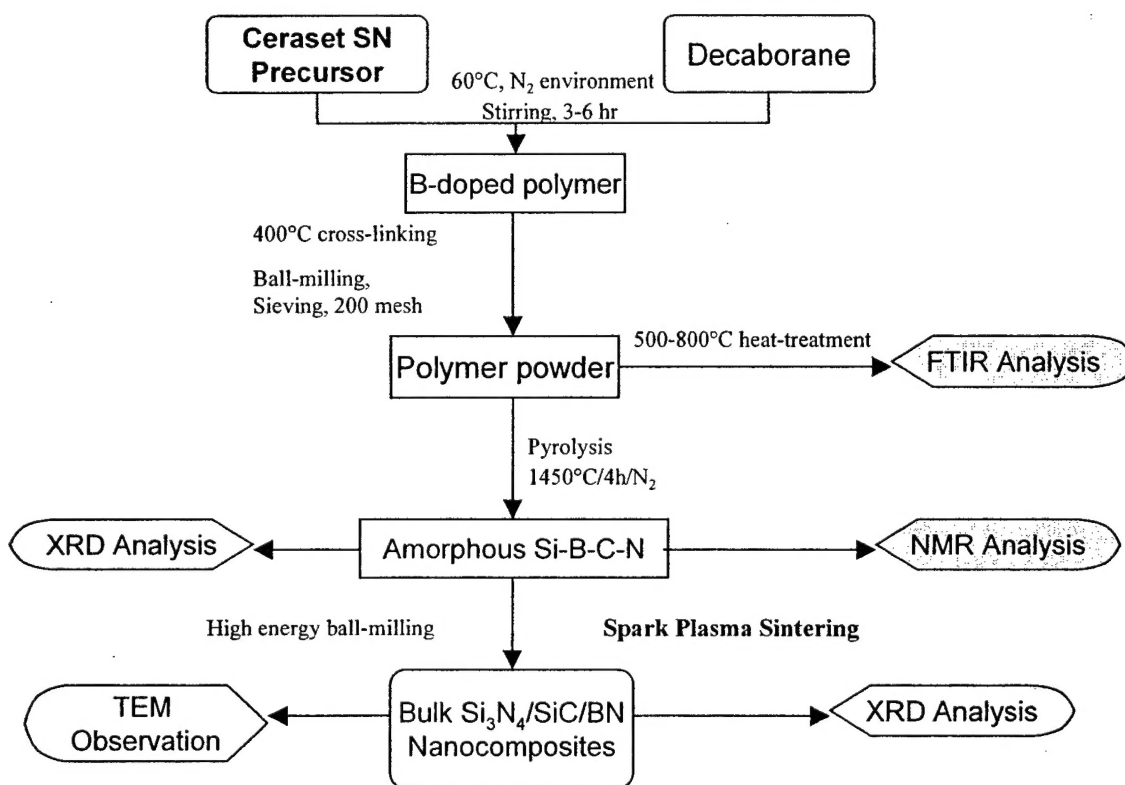 Ceraset SN
Precursor
Decaborane
60°C, N₂ environment
Stirring, 3-6 hr
B-doped polymer
400°C cross-linking
Ball-milling,
Sieving, 200 mesh
Polymer powder
500-800°C heat-treatment
FTIR Analysis
Pyrolysis
1450°C/4h/N₂
XRD Analysis
Amorphous Si-B-C-N
NMR Analysis
High energy ball-milling
Spark Plasma Sintering
TEM
Observation
Bulk Si₃N₄/SiC/BN
Nanocomposites
XRD Analysis